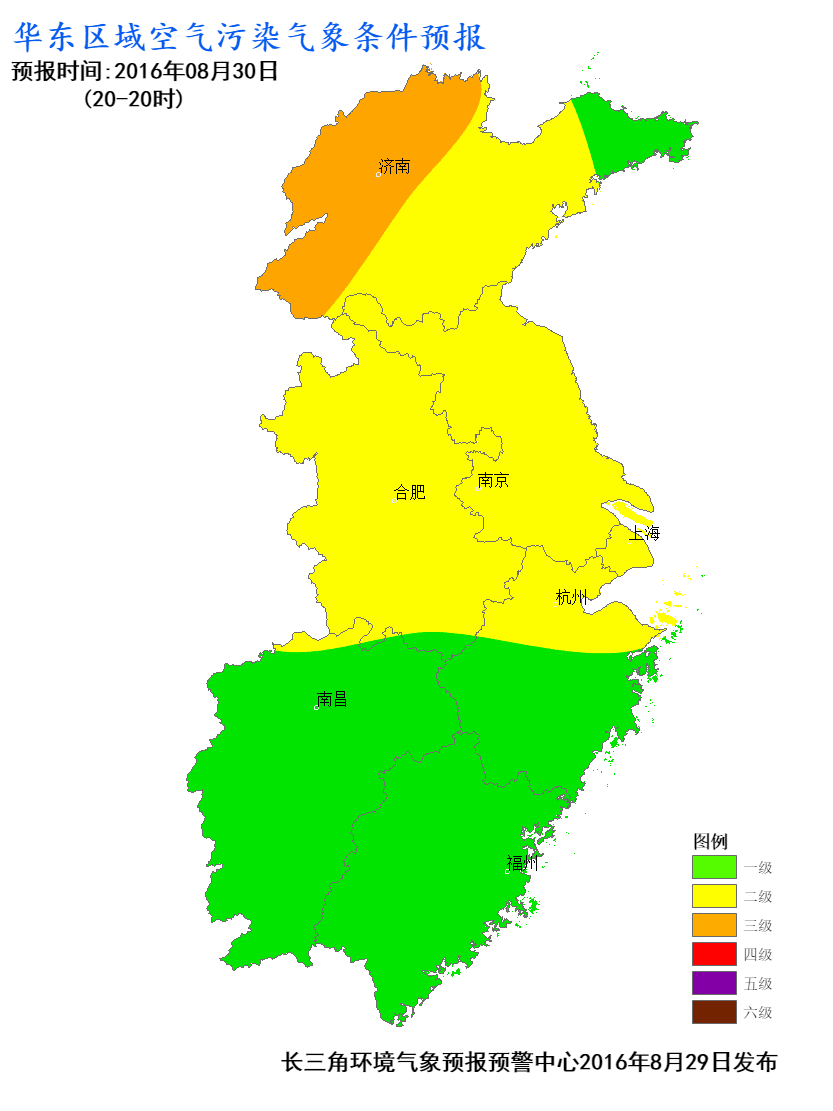 华东区域空气污染气象条件预报
预报时间:2016年08月30日
(20-20时)
济南
合肥
南京
上海
杭州
南昌
福州
图例
一级
二级
三级
四级
五级
六级
长三角环境气象预报预警中心2016年8月29日发布